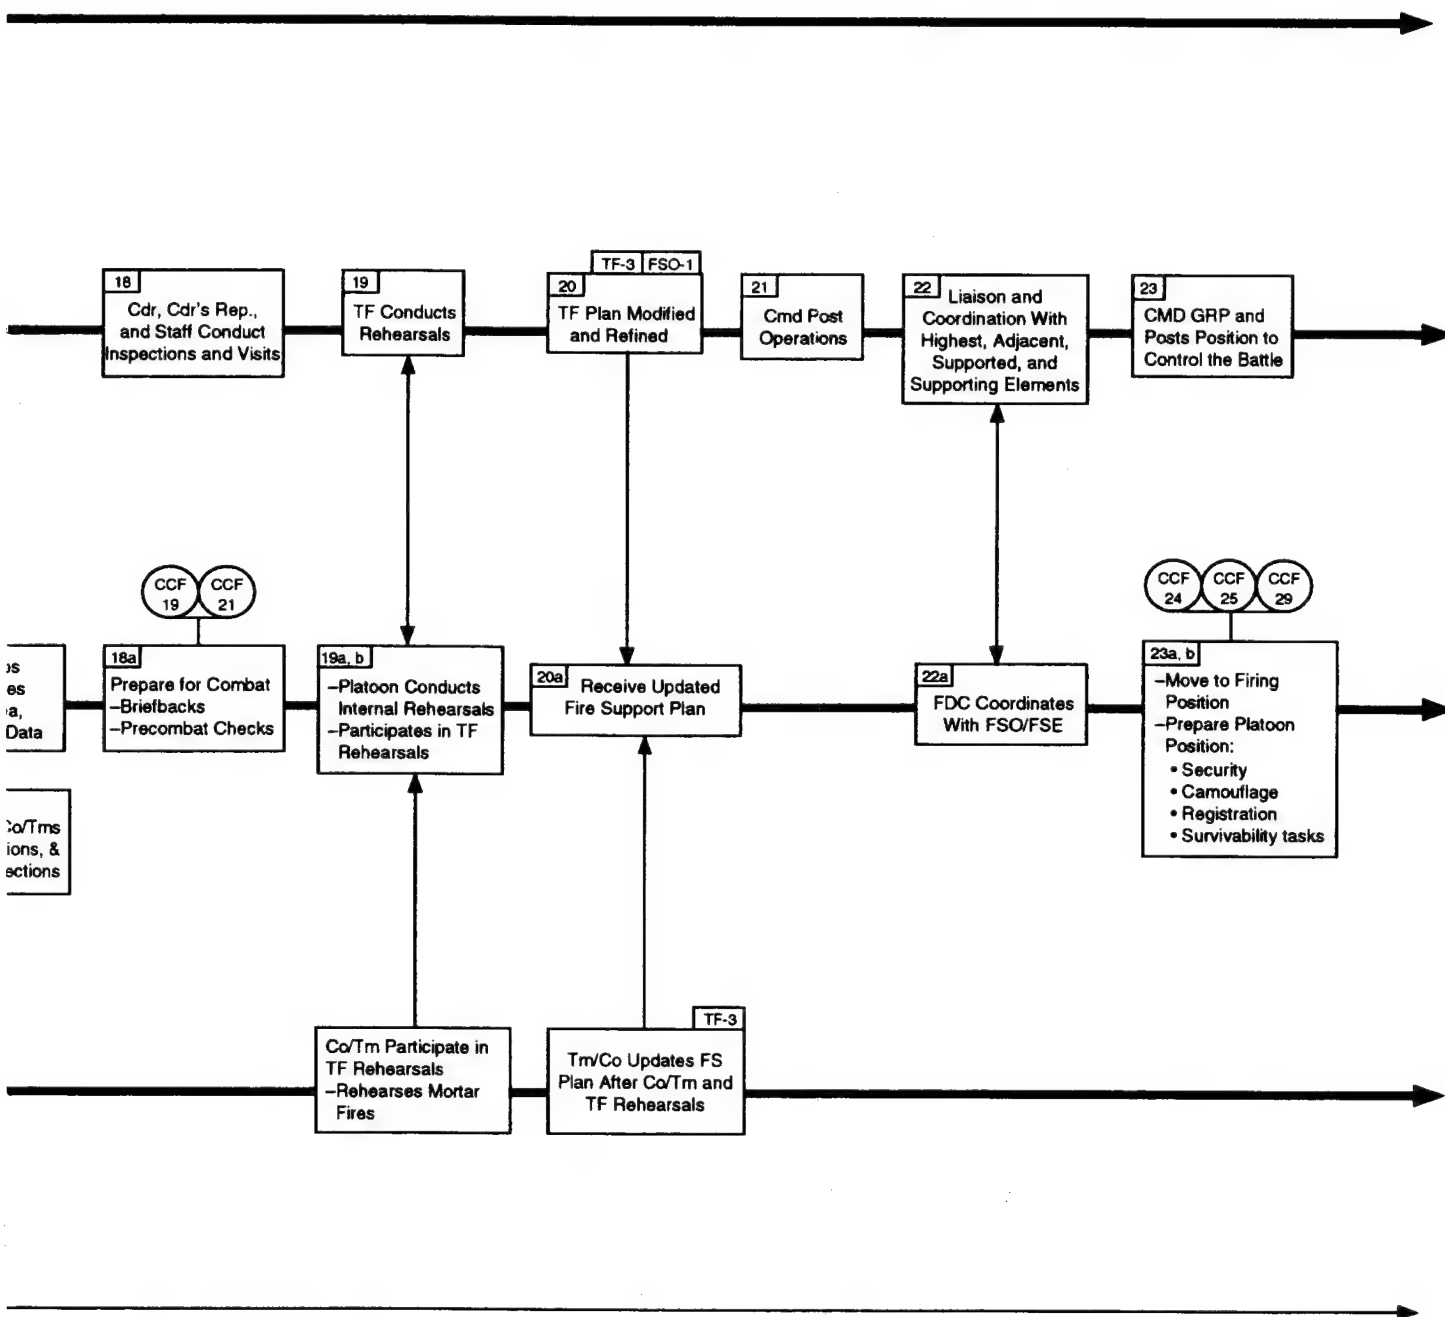 18
Cdr, Cdr's Rep.,
and Staff Conduct
Inspections and Visits
19
TF Conducts
Rehearsals
TF-3 FSO-1
20
TF Plan Modified
and Refined
21
Cmd Post
Operations
22
Liaison and
Coordination With
Highest, Adjacent,
Supported, and
Supporting Elements
23
CMD GRP and
Posts Position to
Control the Battle
CCF
19
CCF
21
CCF
24
CCF
25
CCF
29
Data
18a
Prepare for Combat
–Briefbacks
–Precombat Checks
19a, b
–Platoon Conducts
Internal Rehearsals
–Participates in TF
Rehearsals
20a
Receive Updated
Fire Support Plan
22a
FDC Coordinates
With FSO/FSE
23a, b
–Move to Firing
Position
–Prepare Platoon
Position:
• Security
• Camouflage
• Registration
• Survivability tasks
Co/Tms
ions, &
ections
Co/Tm Participate in
TF Rehearsals
–Rehearses Mortar
Fires
TF-3
Tm/Co Updates FS
Plan After Co/Tm and
TF Rehearsals